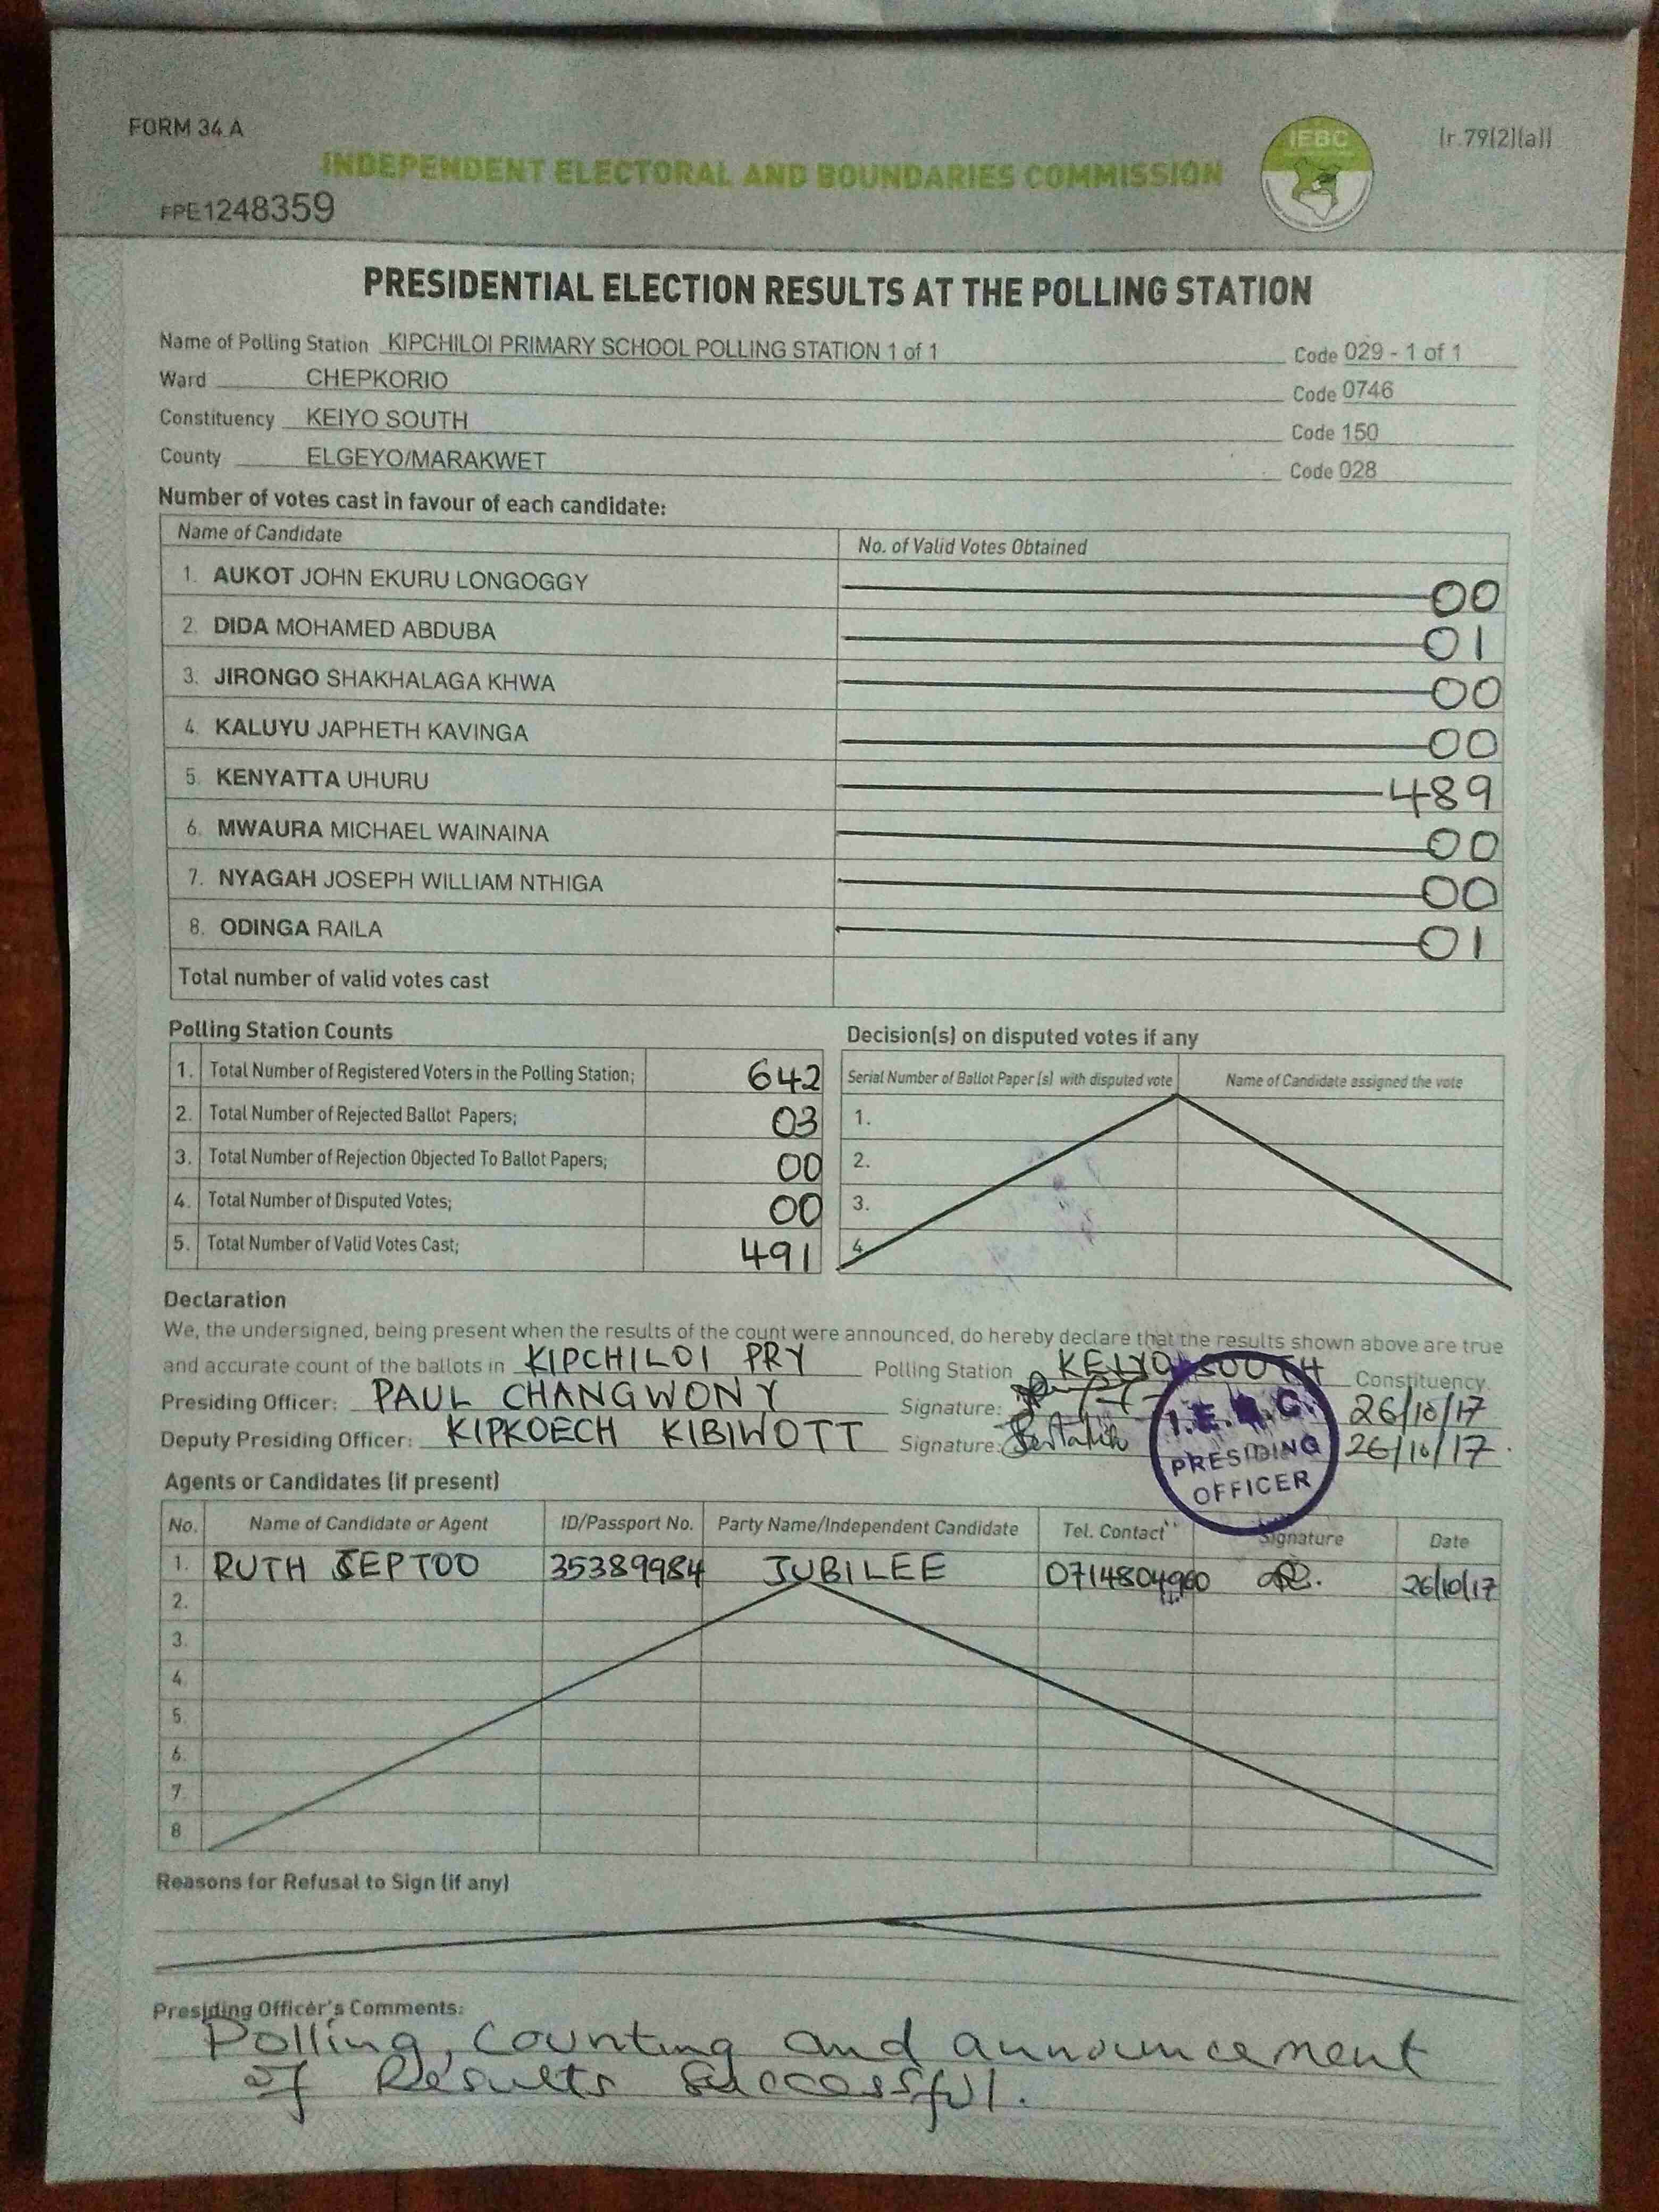 FORM 34 A
IEBC
[r.79(2)(a)]
INDEPENDENT ELECTORAL AND BOUNDARIES COMMISSION
FPE1248359
PRESIDENTIAL ELECTION RESULTS AT THE POLLING STATION
Name of Polling Station KIPCHILOI PRIMARY SCHOOL POLLING STATION 1 of 1 Code 029 - 1 of 1
Ward CHEPKORIO Code 0746
Constituency KEIYO SOUTH Code 150
County ELGEYO/MARAKWET Code 028
Number of votes cast in favour of each candidate:
Name of Candidate No. of Valid Votes Obtained
1. AUKOT JOHN EKURU LONGOGGY 00
2. DIDA MOHAMED ABDUBA 01
3. JIRONGO SHAKHALAGA KHWA 00
4. KALUYU JAPHETH KAVINGA 00
5. KENYATTA UHURU 489
6. MWAURA MICHAEL WAINAINA 00
7. NYAGAH JOSEPH WILLIAM NTHIGA 00
8. ODINGA RAILA 01
Total number of valid votes cast
Polling Station Counts
1. Total Number of Registered Voters in the Polling Station; 642
2. Total Number of Rejected Ballot Papers; 03
3. Total Number of Rejection Objected To Ballot Papers; 00
4. Total Number of Disputed Votes; 00
5. Total Number of Valid Votes Cast; 491
Decision(s) on disputed votes if any
Serial Number of Ballot Paper (s) with disputed vote Name of Candidate assigned the vote
1.
2.
3.
4.
Declaration
We, the undersigned, being present when the results of the count were announced, do hereby declare that the results shown above are true
and accurate count of the ballots in KIPCHILOI PRY Polling Station KEIYO SOUTH Constituency.
Presiding Officer: PAUL CHANGWONY Signature: 26/10/17
Deputy Presiding Officer: KIPKOECH KIBIWOTT Signature: 26/10/17.
I.E.B.C.
PRESIDING
OFFICER
Agents or Candidates (if present)
No. Name of Candidate or Agent ID/Passport No. Party Name/Independent Candidate Tel. Contact Signature Date
1. RUTH SEPTOO 35389984 JUBILEE 26/10/17
2.
3.
4.
5.
6.
7.
8
Reasons for Refusal to Sign (if any)
Presiding Officer's Comments:
Polling, Counting and announcement
of Results Successful.